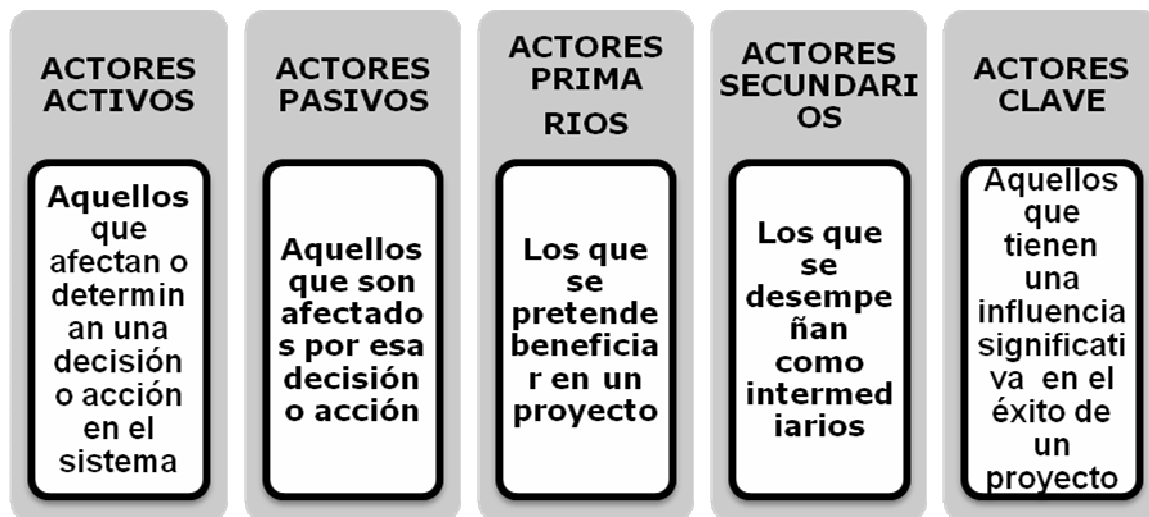 ACTORES
ACTIVOS
Aquellos
que
afectan o
determin
an una
decisión
o acción
en el
sistema
ACTORES
PASIVOS
Aquellos
que son
afectado
s por esa
decisión
o acción
ACTORES
PRIMA
RIOS
Los que
se
pretende
beneficia
r en un
proyecto
ACTORES
SECUNDARI
OS
Los que
se
desempe
ñan
como
intermed
iarios
ACTORES
CLAVE
Aquellos
que
tienen
una
influencia
significati
va en el
éxito de
un
proyecto